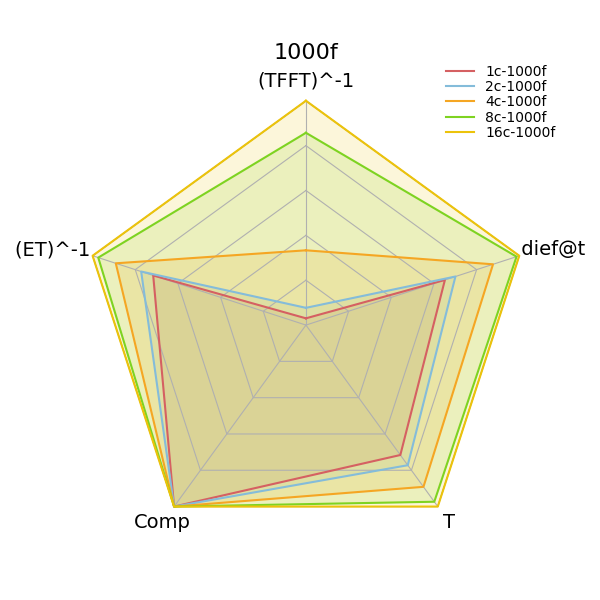 1000f
(TFFT)^-1
1c-1000f
2c-1000f
4c-1000f
8c-1000f
16c-1000f
(ET)^-1
dief@t
Comp
T